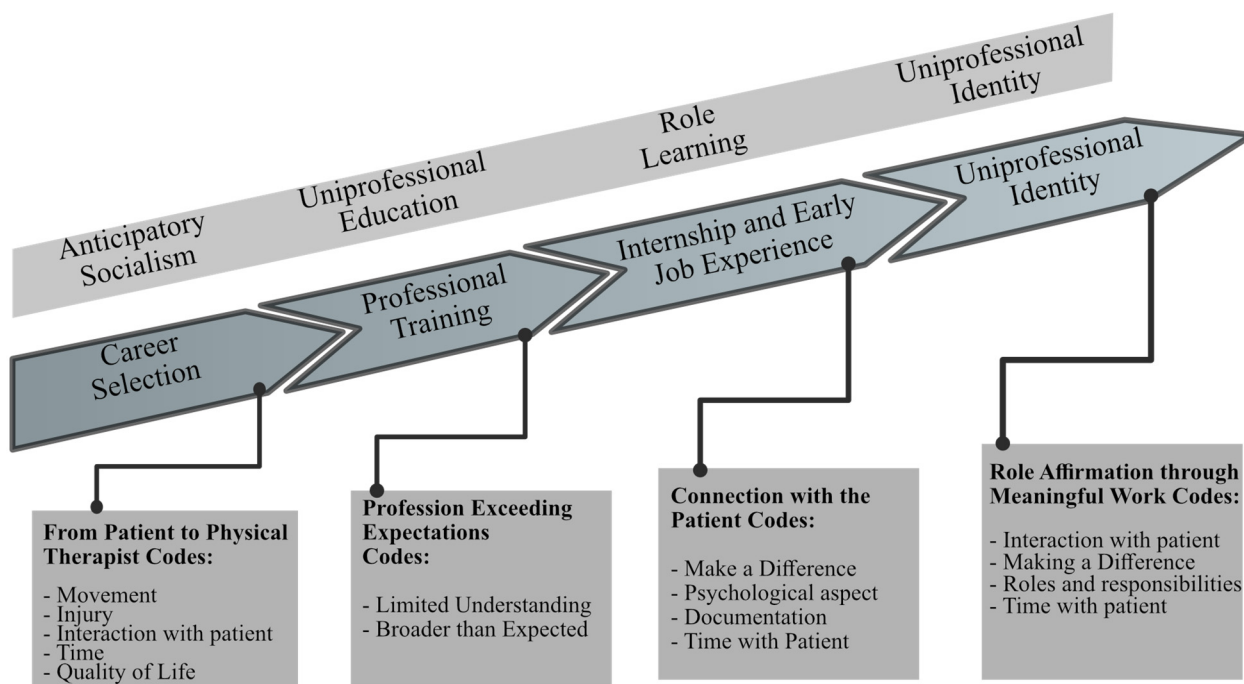 Anticipatory
Socialism
Uniprofessional
Education
Role
Learning
Uniprofessional
Identity
Career
Selection
Professional
Training
Internship and Early
Job Experience
Uniprofessional
Identity
From Patient to Physical
Therapist Codes:
- Movement
- Injury
- Interaction with patient
- Time
- Quality of Life
Profession Exceeding
Expectations
Codes:
- Limited Understanding
- Broader than Expected
Connection with the
Patient Codes:
- Make a Difference
- Psychological aspect
- Documentation
- Time with Patient
Role Affirmation through
Meaningful Work Codes:
- Interaction with patient
- Making a Difference
- Roles and responsibilities
- Time with patient